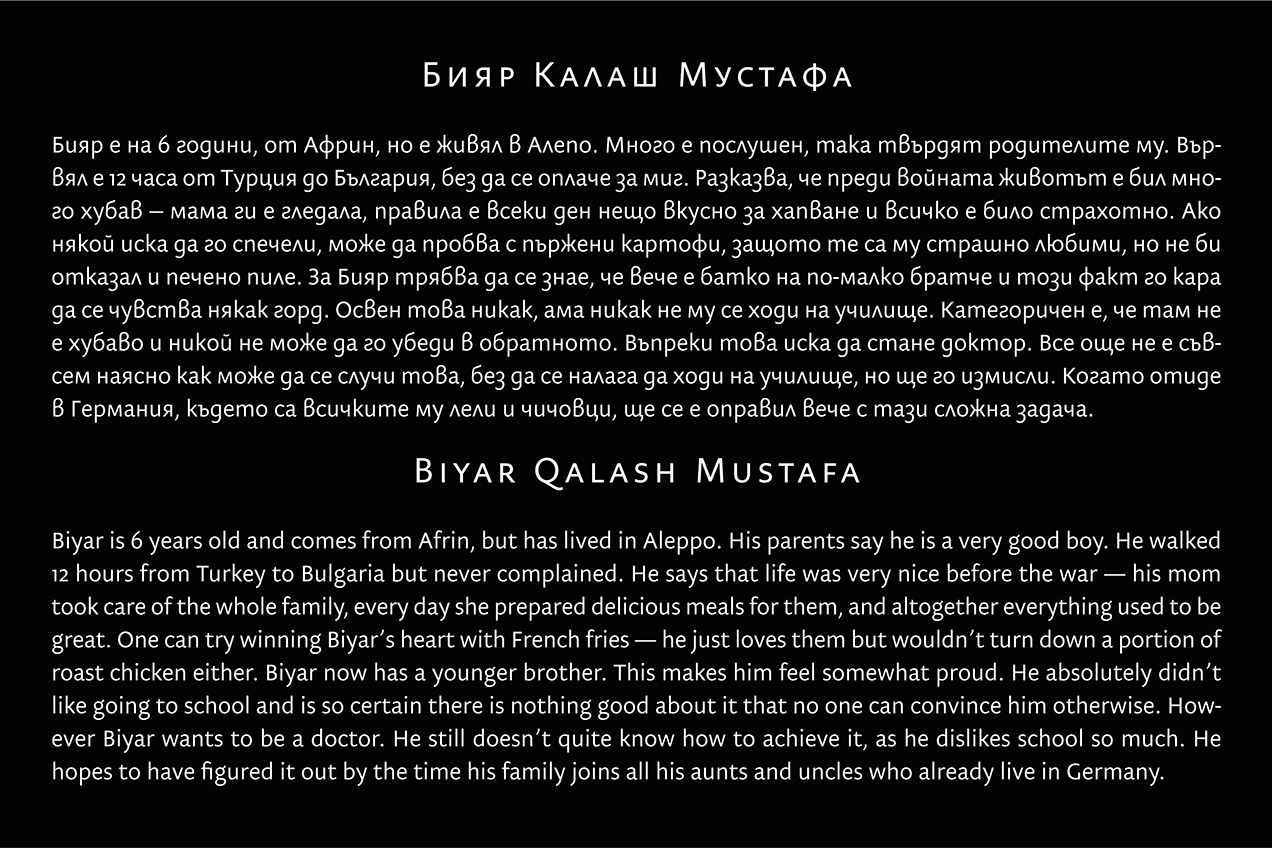 Бияр Калаш Мустафа
Бияр е на 6 години, от Африн, но е живял в Алепо. Много е послушен, така твърдят родителите му. Вър-
вял е 12 часа от Турция до България, без да се оплаче за миг. Разказва, че преди войната животът е бил мно-
го хубав – мама ги е гледала, правила е всеки ден нещо вкусно за хапване и всичко е било страхотно. Ако
някой иска да го спечели, може да пробва с пържени картофи, защото те са му страшно любими, но не би
отказал и печено пиле. За Бияр трябва да се знае, че вече е батко на по-малко братче и този факт го кара
да се чувства някак горд. Освен това никак, ама никак не му се ходи на училище. Категоричен е, че там не
е хубаво и никой не може да го убеди в обратното. Въпреки това иска да стане доктор. Все още не е съв-
сем наясно как може да се случи това, без да се налага да ходи на училище, но ще го измисли. Когато отиде
в Германия, където са всичките му лели и чичовци, ще се е оправил вече с тази сложна задача.
Biyar Qalash Mustafa
Biyar is 6 years old and comes from Afrin, but has lived in Aleppo. His parents say he is a very good boy. He walked
12 hours from Turkey to Bulgaria but never complained. He says that life was very nice before the war — his mom
took care of the whole family, every day she prepared delicious meals for them, and altogether everything used to be
great. One can try winning Biyar’s heart with French fries — he just loves them but wouldn’t turn down a portion of
roast chicken either. Biyar now has a younger brother. This makes him feel somewhat proud. He absolutely didn’t
like going to school and is so certain there is nothing good about it that no one can convince him otherwise. How-
ever Biyar wants to be a doctor. He still doesn’t quite know how to achieve it, as he dislikes school so much. He
hopes to have figured it out by the time his family joins all his aunts and uncles who already live in Germany.